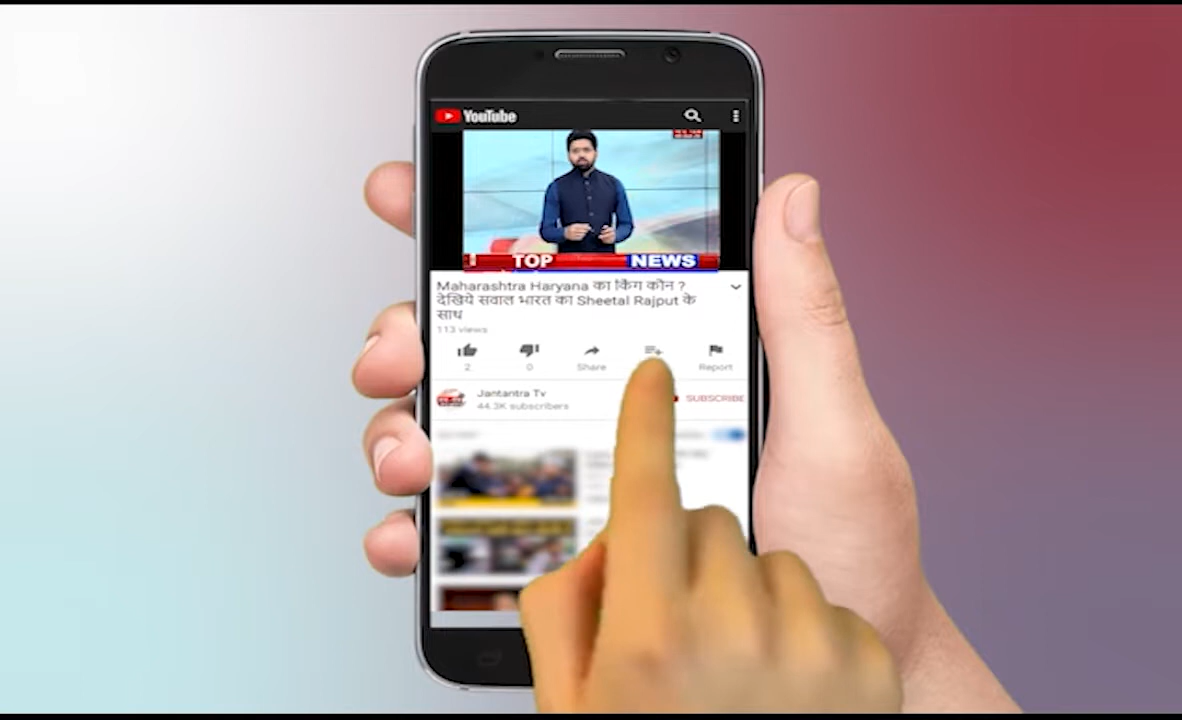 YouTube
TOP NEWS
Maharashtra Haryana का किंग कौन ?
देखिये सवाल भारत का Sheetal Rajput के
साथ
113 views
2 0 Share Report
Jantantra Tv
44.3K subscribers
SUBSCRIBE